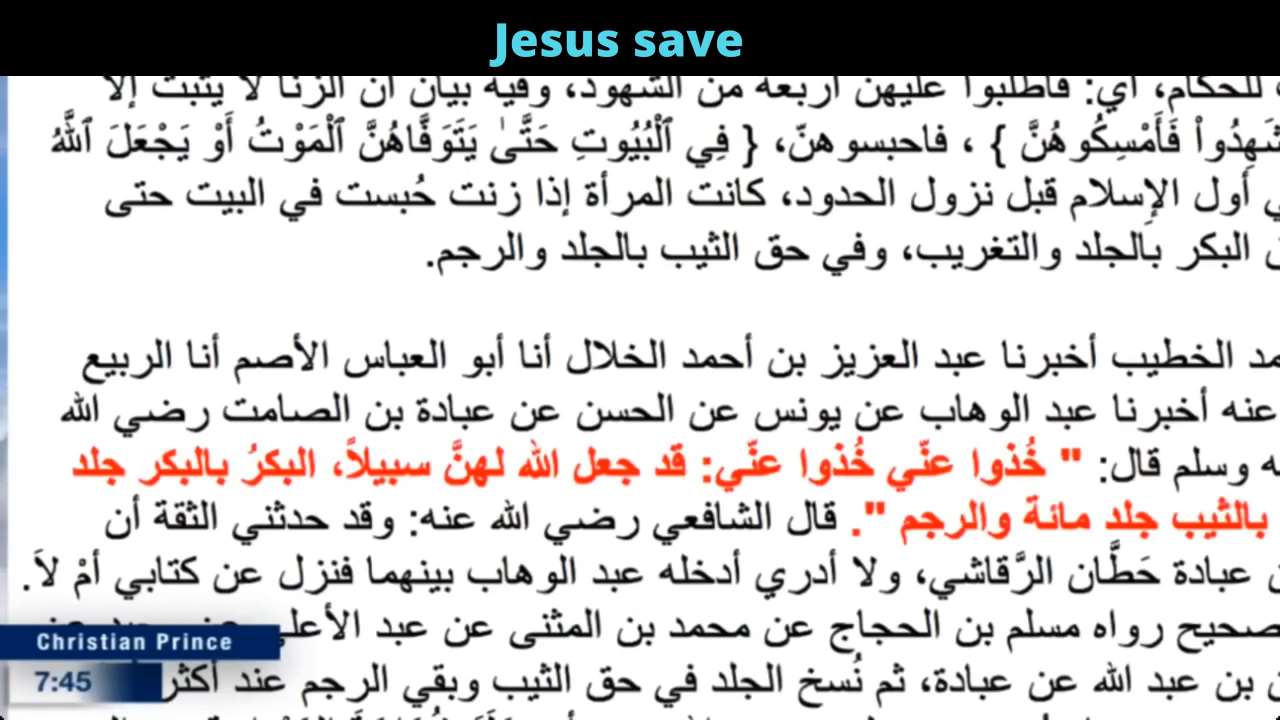 Jesus save
للحكام، أي: فاطلبوا عليهن أربعة من الشهود، وفيه بيان أن الزنا لا يثبت إلا
فَأَمْسِكُوهُنَّ } ، فاحبسوهنّ، { فِي ٱلْبُيُوتِ حَتَّىٰ يَتَوَفَّاهُنَّ ٱلْمَوْتُ أَوْ يَجْعَلَ ٱللَّهُ
أول الإسلام قبل نزول الحدود، كانت المرأة إذا زنت حُبست في البيت حتى
البكر بالجلد والتغريب، وفي حق الثيب بالجلد والرجم.
الخطيب أخبرنا عبد العزيز بن أحمد الخلال أنا أبو العباس الأصم أنا الربيع
عنه أخبرنا عبد الوهاب عن يونس عن الحسن عن عبادة بن الصامت رضي الله
وسلم قال: " خُذوا عنّي خُذوا عنّي: قد جعل الله لهنَّ سبيلاً، البكرُ بالبكر جلد
بالثيب جلد مائة والرجم ". قال الشافعي رضي الله عنه: وقد حدثني الثقة أن
عبادة حَطَّان الرَّقاشي، ولا أدري أدخله عبد الوهاب بينهما فنزل عن كتابي أمْ لاَ.
رواه مسلم بن الحجاج عن محمد بن المثنى عن عبد الأعلى
بن عبد الله عن عبادة، ثم نُسخ الجلد في حق الثيب وبقي الرجم عند أكثر
Christian Prince
7:45